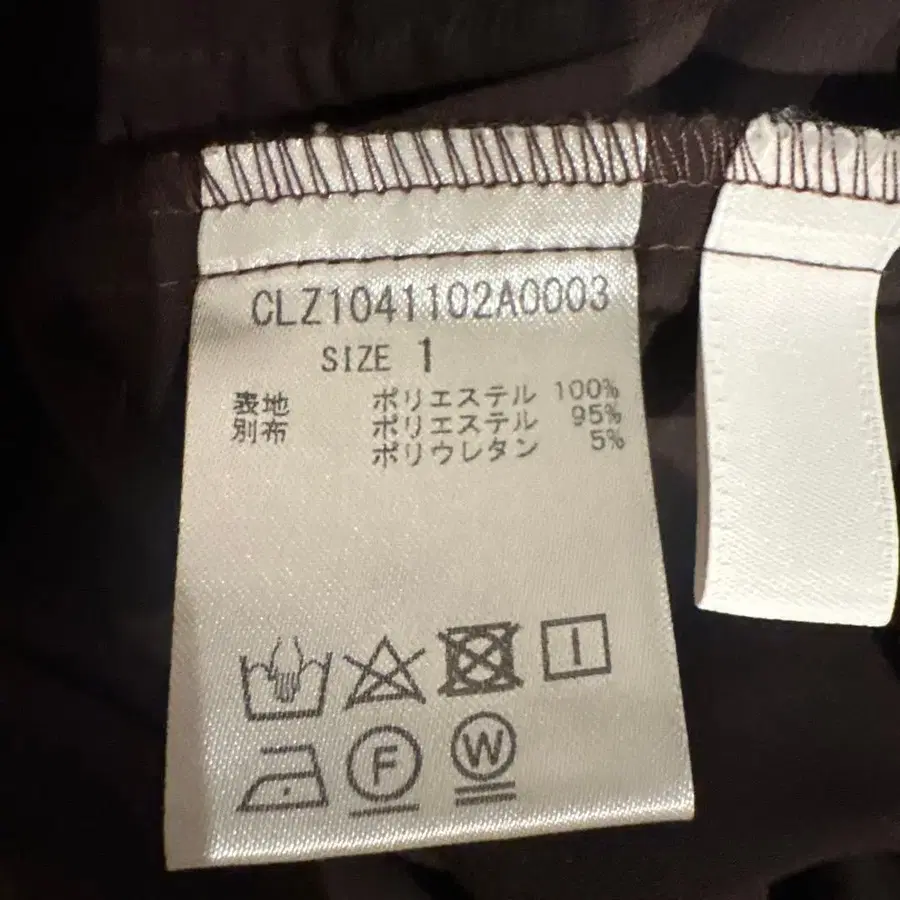 CLZ1041102A0003
SIZE 1
表地 ポリエステル 100%
別布 ポリエステル 95%
ポリウレタン 5%
F W